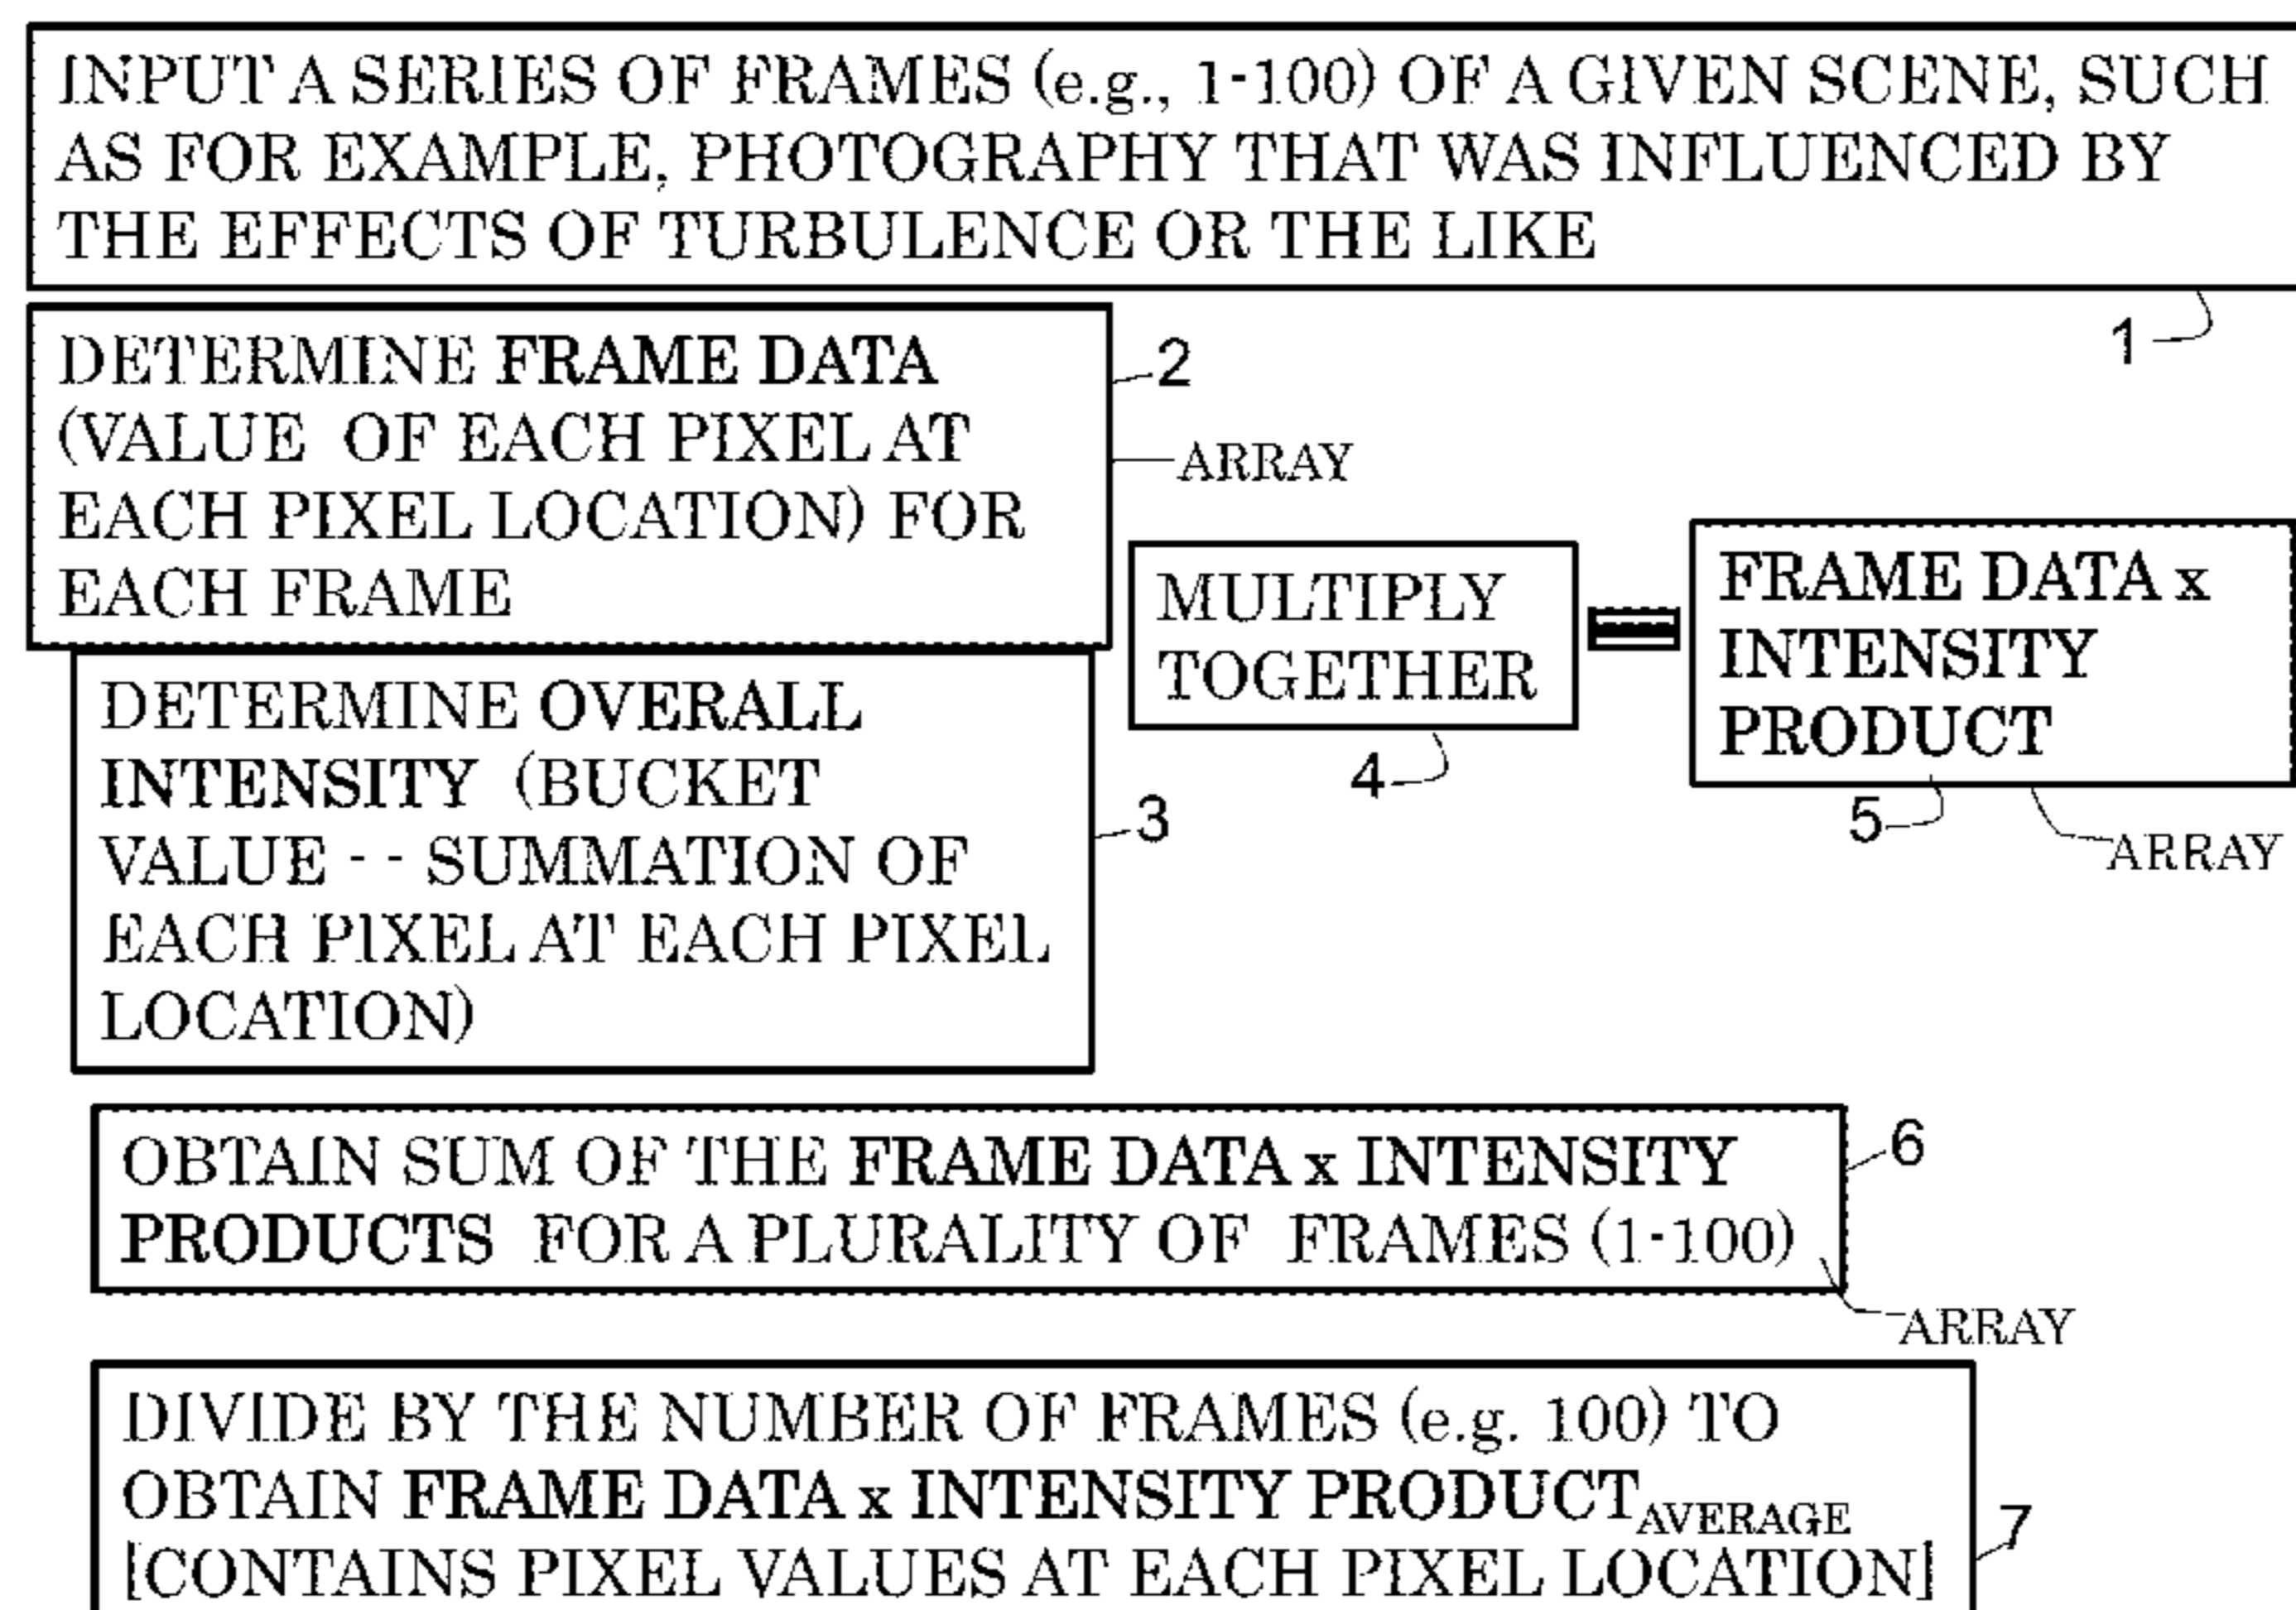 INPUT A SERIES OF FRAMES (e.g., 1-100) OF A GIVEN SCENE, SUCH
AS FOR EXAMPLE, PHOTOGRAPHY THAT WAS INFLUENCED BY
THE EFFECTS OF TURBULENCE OR THE LIKE
1
DETERMINE FRAME DATA
(VALUE OF EACH PIXEL AT
EACH PIXEL LOCATION) FOR
EACH FRAME
2
ARRAY
DETERMINE OVERALL
INTENSITY (BUCKET
VALUE - - SUMMATION OF
EACH PIXEL AT EACH PIXEL
LOCATION)
3
MULTIPLY
TOGETHER
4
=
FRAME DATA x
INTENSITY
PRODUCT
5
ARRAY
OBTAIN SUM OF THE FRAME DATA x INTENSITY
PRODUCTS FOR A PLURALITY OF FRAMES (1-100)
6
ARRAY
DIVIDE BY THE NUMBER OF FRAMES (e.g. 100) TO
OBTAIN FRAME DATA x INTENSITY PRODUCT AVERAGE
[CONTAINS PIXEL VALUES AT EACH PIXEL LOCATION]
7